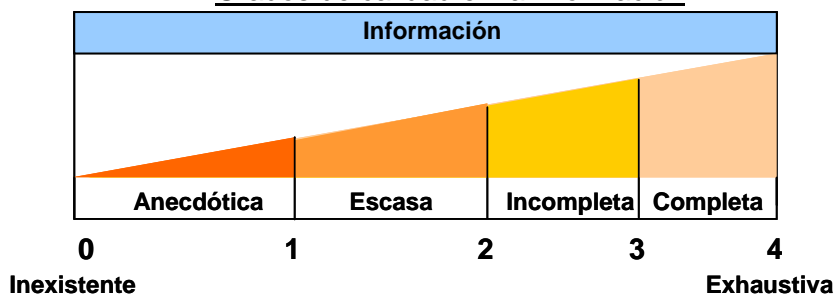 Información
Anecdótica Escasa Incompleta Completa
0 1 2 3 4
Inexistente Exhaustiva